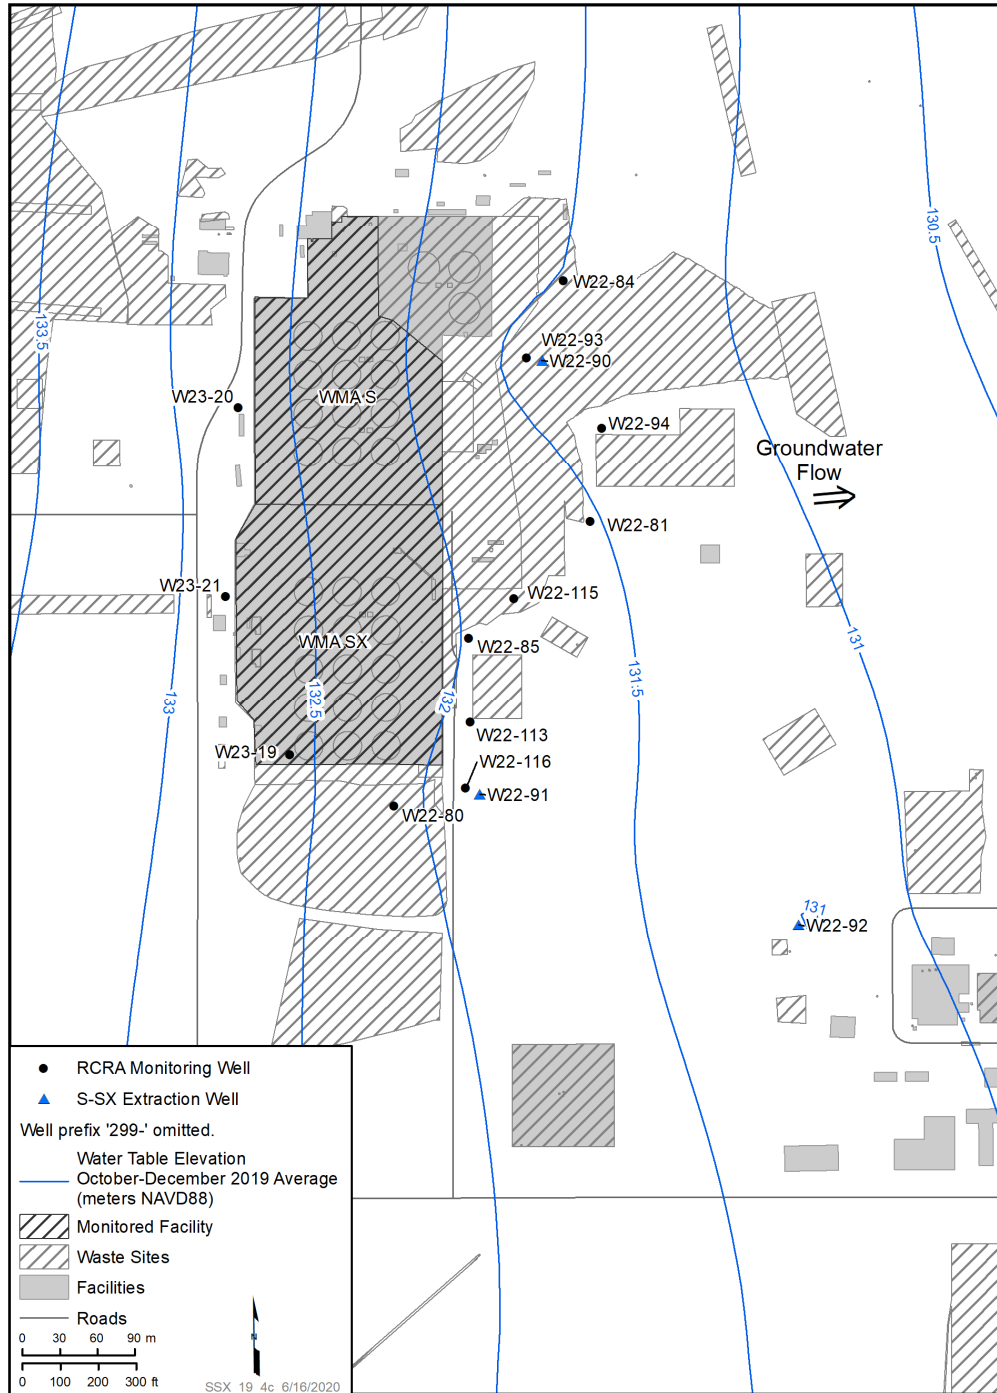 130.5
W22-84
133.5
W22-93
W22-90
W23-20
WMA S
W22-94
Groundwater
Flow
W22-81
W23-21
W22-115
WMA SX
W22-85
131
131.5
132.5
132
133
W22-113
W23-19
W22-116
W22-91
W22-80
131
W22-92
RCRA Monitoring Well
S-SX Extraction Well
Well prefix '299-' omitted.
Water Table Elevation
October-December 2019 Average
(meters NAVD88)
Monitored Facility
Waste Sites
Facilities
Roads
0 30 60 90 m
N
0 100 200 300 ft
SSX_19_4c_6/16/2020